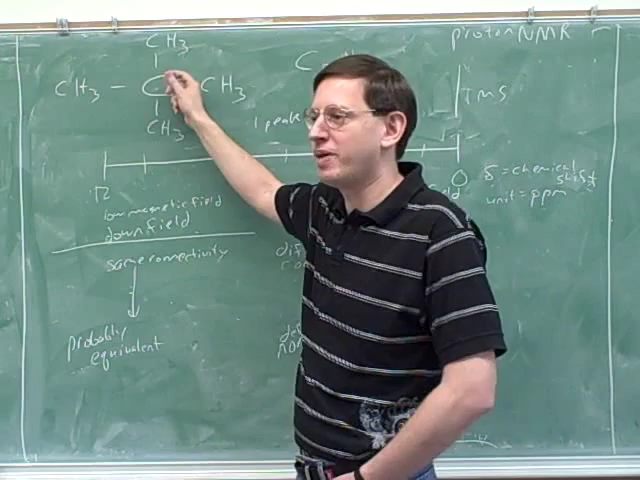 CH3
proton NMR
CH3 - C CH3
TMS
CH3
1 peak
12
0
δ = chemical shift
unit = ppm
low magnetic field
downfield
same connectivity
probably equivalent